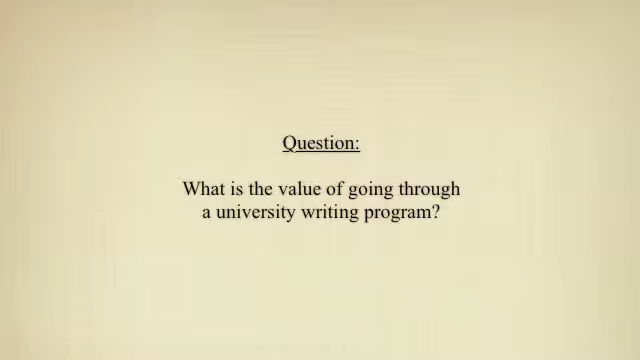 Question:
What is the value of going through
a university writing program?